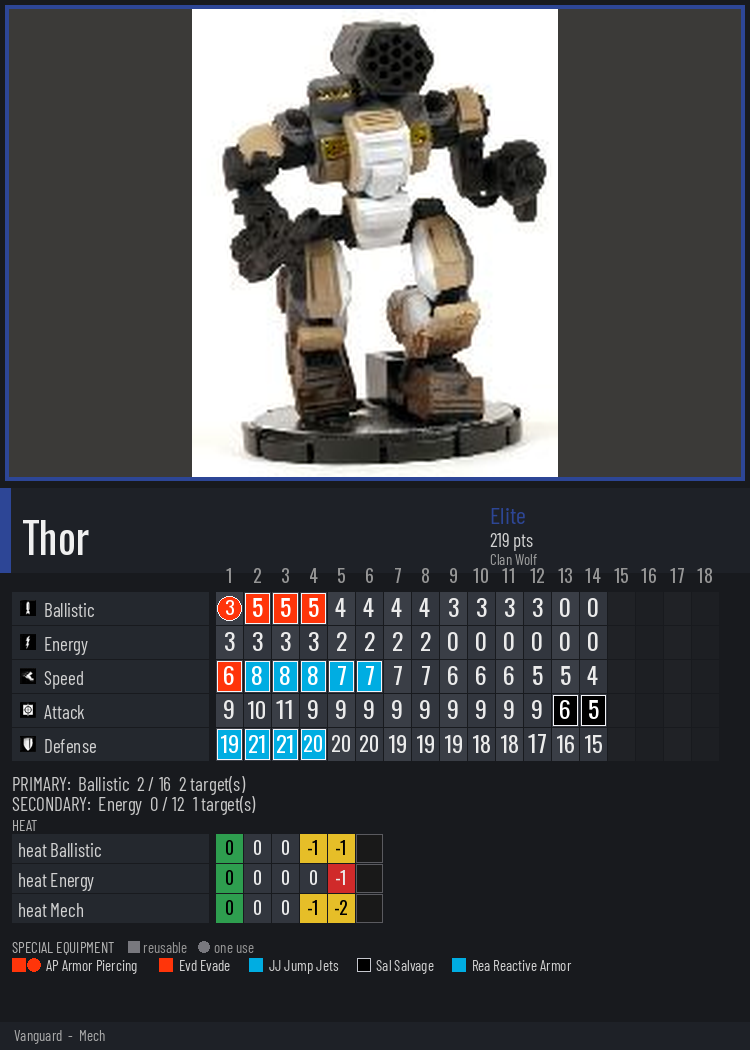 Thor
Elite
219 pts
Clan Wolf
1 2 3 4 5 6 7 8 9 10 11 12 13 14 15 16 17 18
Ballistic 3 5 5 5 4 4 4 4 3 3 3 3 0 0
Energy 3 3 3 3 2 2 2 2 0 0 0 0 0 0
Speed 6 8 8 8 7 7 7 7 6 6 6 5 5 4
Attack 9 10 11 9 9 9 9 9 9 9 9 9 6 5
Defense 19 21 21 20 20 20 19 19 19 18 18 17 16 15
PRIMARY: Ballistic 2 / 16 2 target(s)
SECONDARY: Energy 0 / 12 1 target(s)
HEAT
heat Ballistic 0 0 0 -1 -1
heat Energy 0 0 0 0 -1
heat Mech 0 0 0 -1 -2
SPECIAL EQUIPMENT reusable one use
AP Armor Piercing Evd Evade JJ Jump Jets Sal Salvage Rea Reactive Armor
Vanguard - Mech